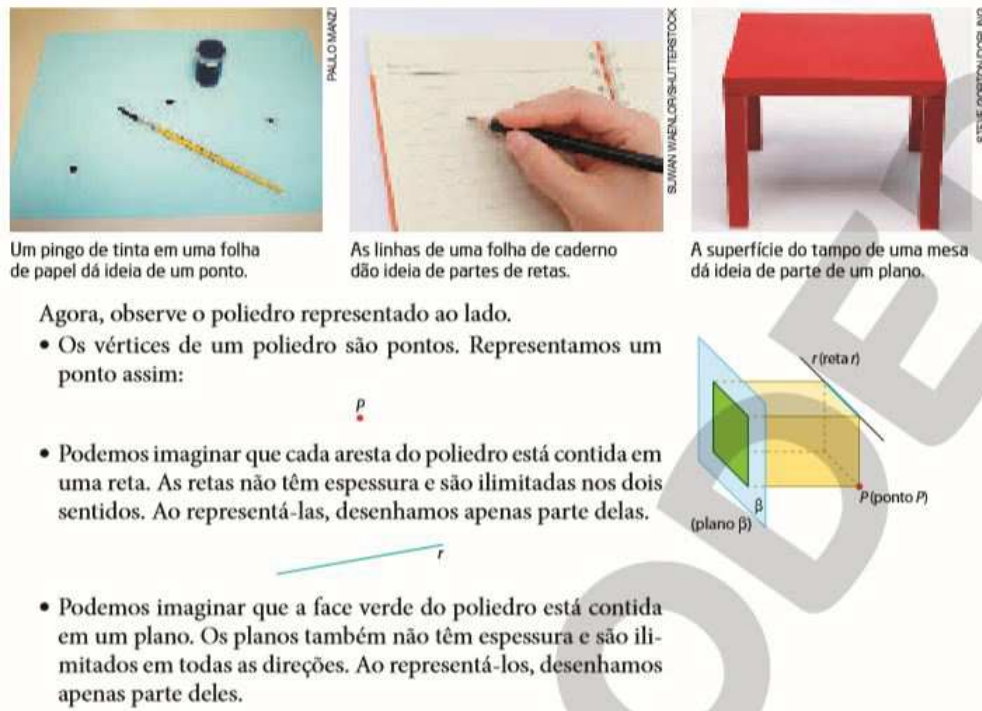 PAULO MANZI
SUWAN WAENLOR/SHUTTERSTOCK
Um pingo de tinta em uma folha
de papel dá ideia de um ponto.
As linhas de uma folha de caderno
dão ideia de partes de retas.
A superfície do tampo de uma mesa
dá ideia de parte de um plano.
Agora, observe o poliedro representado ao lado.
• Os vértices de um poliedro são pontos. Representamos um
ponto assim:
P
• Podemos imaginar que cada aresta do poliedro está contida em
uma reta. As retas não têm espessura e são ilimitadas nos dois
sentidos. Ao representá-las, desenhamos apenas parte delas.
r
• Podemos imaginar que a face verde do poliedro está contida
em um plano. Os planos também não têm espessura e são ili-
mitados em todas as direções. Ao representá-los, desenhamos
apenas parte deles.
r (reta r)
P (ponto P)
β
(plano β)